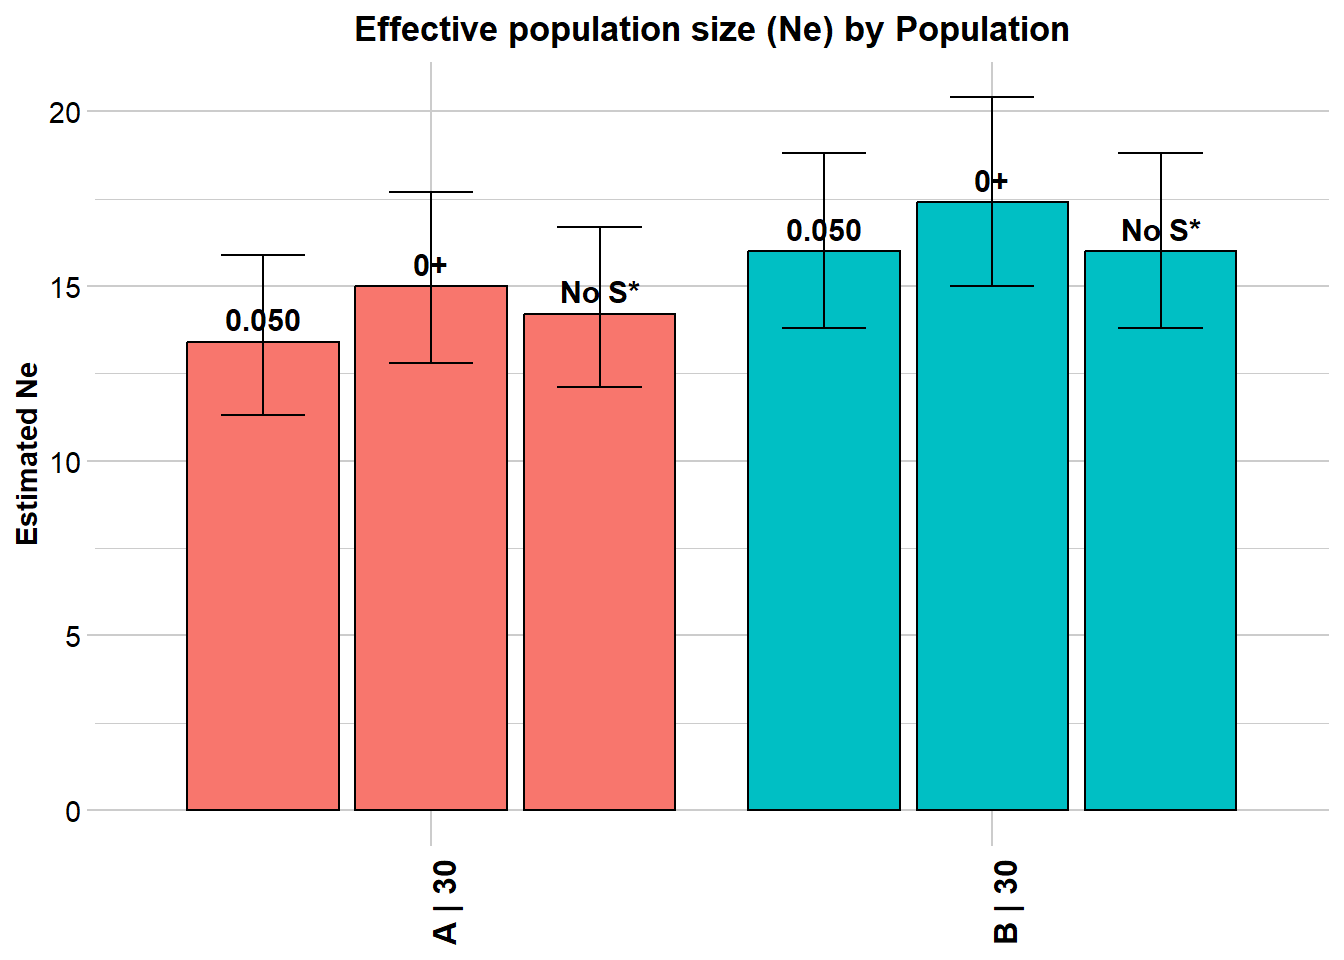 Effective population size (Ne) by Population
Estimated Ne
20
15
10
5
0
0.050
0+
No S*
0.050
0+
No S*
A | 30
B | 30